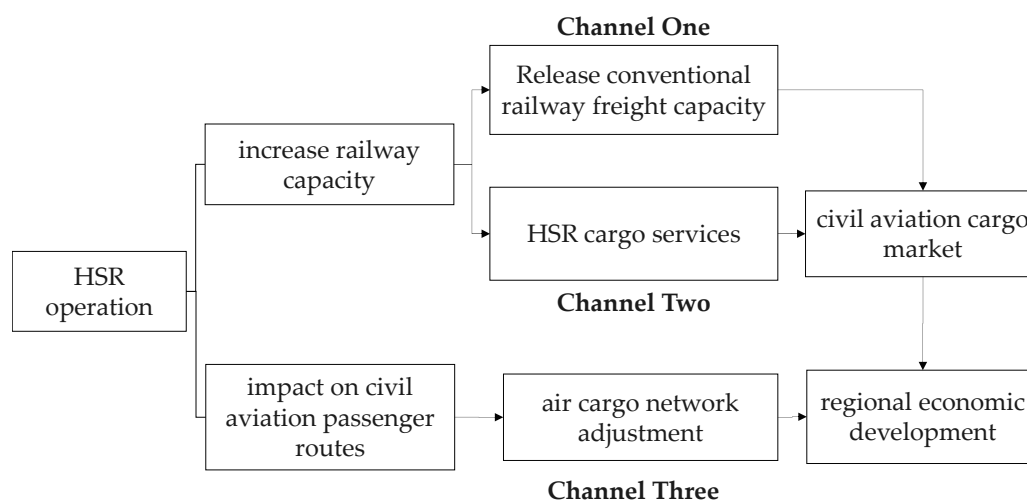 Channel One
Release conventional
railway freight capacity
increase railway
capacity
HSR cargo services
civil aviation cargo
market
HSR
operation
Channel Two
impact on civil
aviation passenger
routes
air cargo network
adjustment
regional economic
development
Channel Three